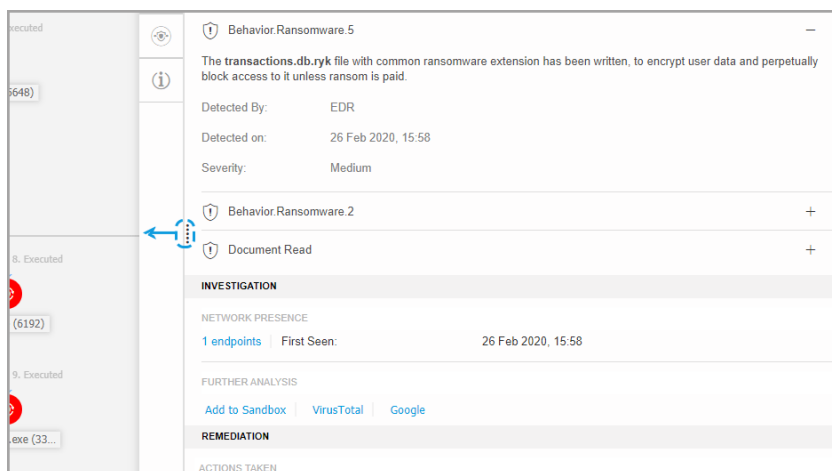 xecuted
5648)
8. Executed
(6192)
9. Executed
.exe (33...
Behavior.Ransomware.5
The transactions.db.ryk file with common ransomware extension has been written, to encrypt user data and perpetually
block access to it unless ransom is paid.
Detected By: EDR
Detected on: 26 Feb 2020, 15:58
Severity: Medium
Behavior.Ransomware.2
Document Read
INVESTIGATION
NETWORK PRESENCE
1 endpoints First Seen: 26 Feb 2020, 15:58
FURTHER ANALYSIS
Add to Sandbox VirusTotal Google
REMEDIATION
ACTIONS TAKEN